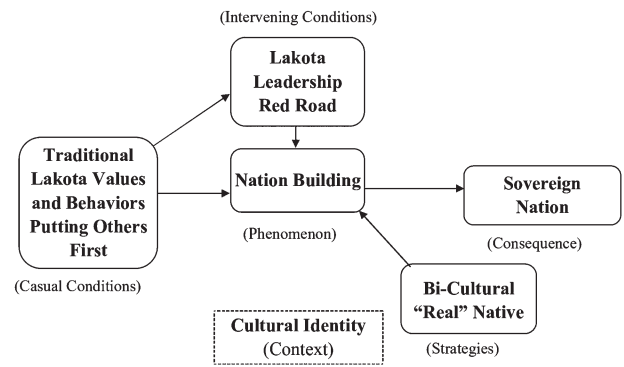 (Intervening Conditions)
Lakota
Leadership
Red Road
Traditional
Lakota Values
and Behaviors
Putting Others
First
(Casual Conditions)
Nation Building
(Phenomenon)
Sovereign
Nation
(Consequence)
Bi-Cultural
“Real” Native
(Strategies)
Cultural Identity
(Context)